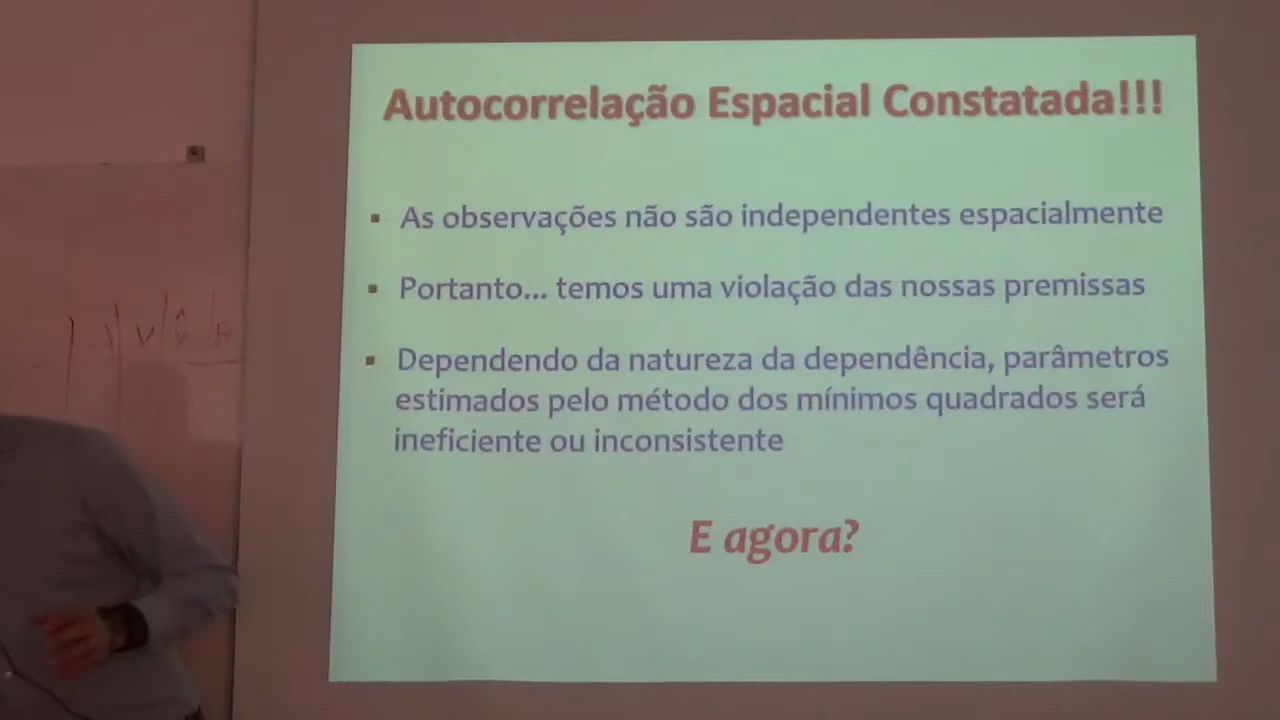 Autocorrelação Espacial Constatada!!!
▪ As observações não são independentes espacialmente
▪ Portanto... temos uma violação das nossas premissas
▪ Dependendo da natureza da dependência, parâmetros
estimados pelo método dos mínimos quadrados será
ineficiente ou inconsistente
E agora?